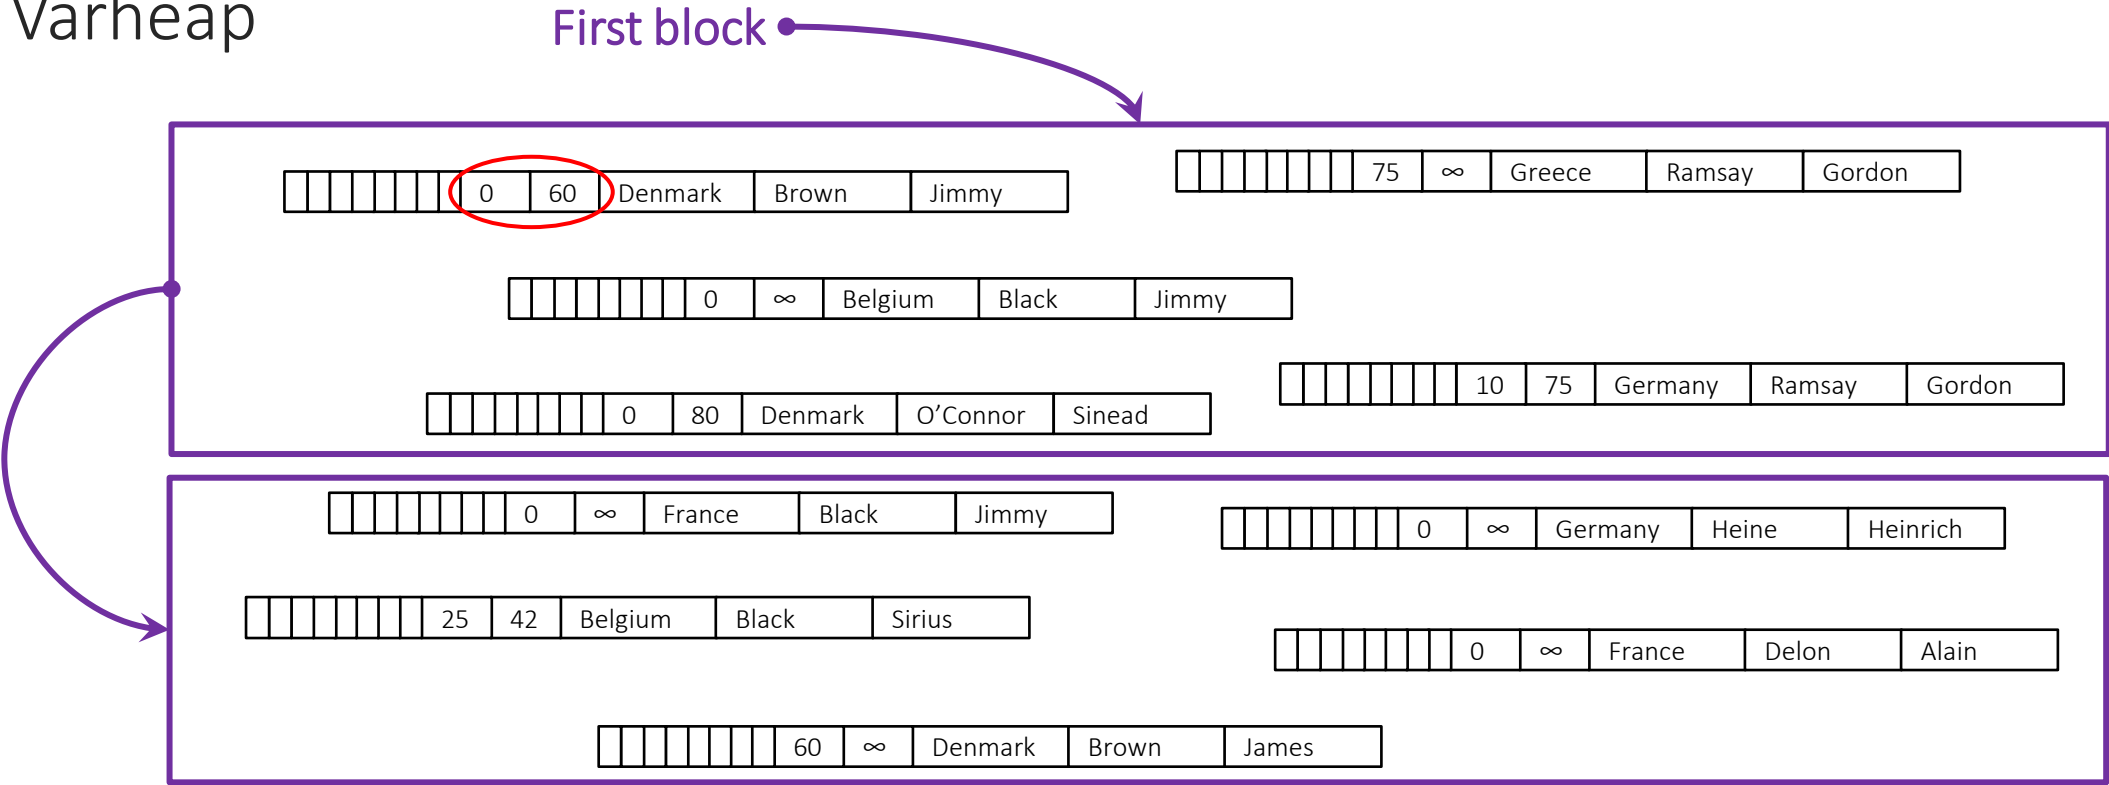 Varheap
First block
0 60 Denmark Brown Jimmy
75 ∞ Greece Ramsay Gordon
0 ∞ Belgium Black Jimmy
10 75 Germany Ramsay Gordon
0 80 Denmark O’Connor Sinead
0 ∞ France Black Jimmy
0 ∞ Germany Heine Heinrich
25 42 Belgium Black Sirius
0 ∞ France Delon Alain
60 ∞ Denmark Brown James